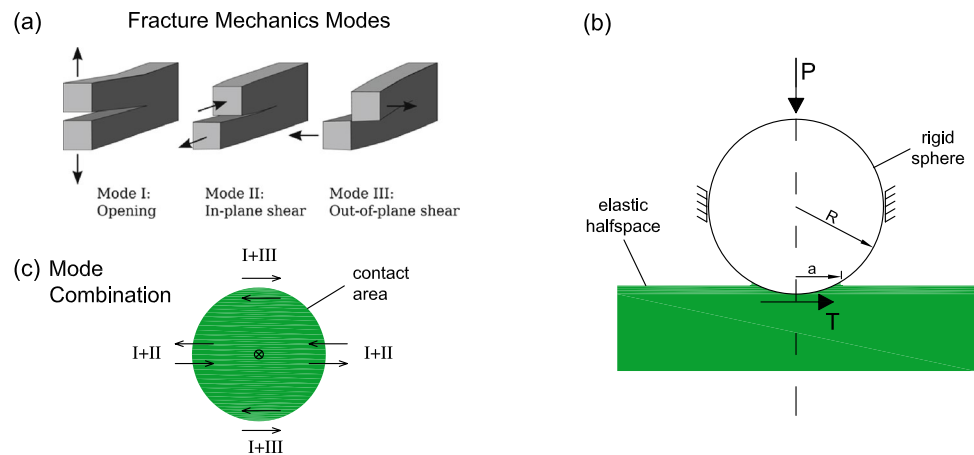 (a)
Fracture Mechanics Modes
Mode I:
Opening
Mode II:
In-plane shear
Mode III:
Out-of-plane shear
(b)
P
rigid
sphere
elastic
halfspace
R
a
T
(c) Mode
Combination
I+III
contact
area
I+II
I+II
I+III